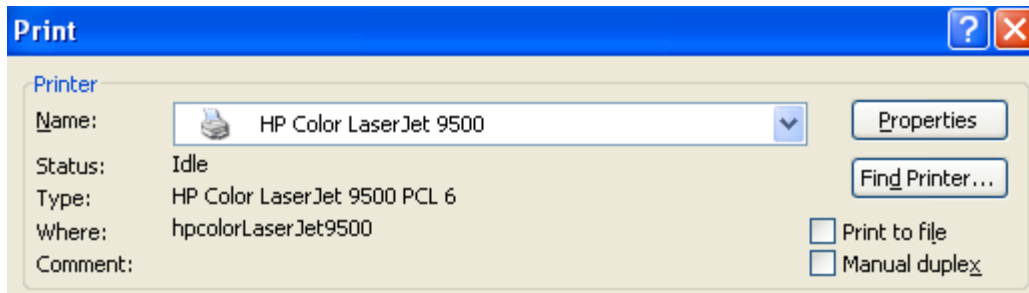 Print
Printer
Name: HP Color LaserJet 9500 Properties
Status: Idle
Find Printer...
Type: HP Color LaserJet 9500 PCL 6
Where: hpcolorLaserJet9500 Print to file
Comment: Manual duplex